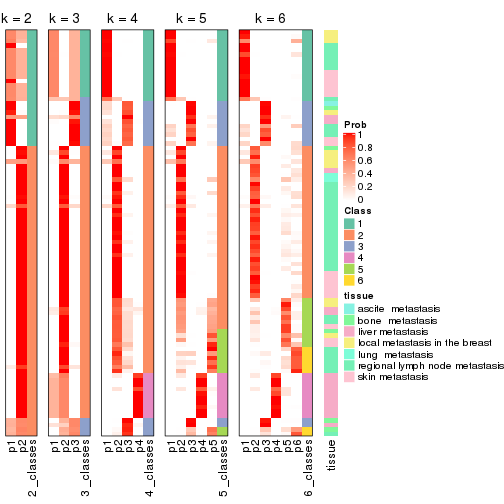 k = 2
k = 3
k = 4
k = 5
k = 6
Prob
1
0.8
0.6
0.4
0.2
0
Class
1
2
3
4
5
6
tissue
ascite metastasis
bone metastasis
liver metastasis
local metastasis in the breast
lung metastasis
regional lymph node metastasis
skin metastasis
p1
p2
2_classes
p1
p2
p3
3_classes
p1
p2
p3
p4
4_classes
p1
p2
p3
p4
p5
5_classes
p1
p2
p3
p4
p5
p6
6_classes
tissue